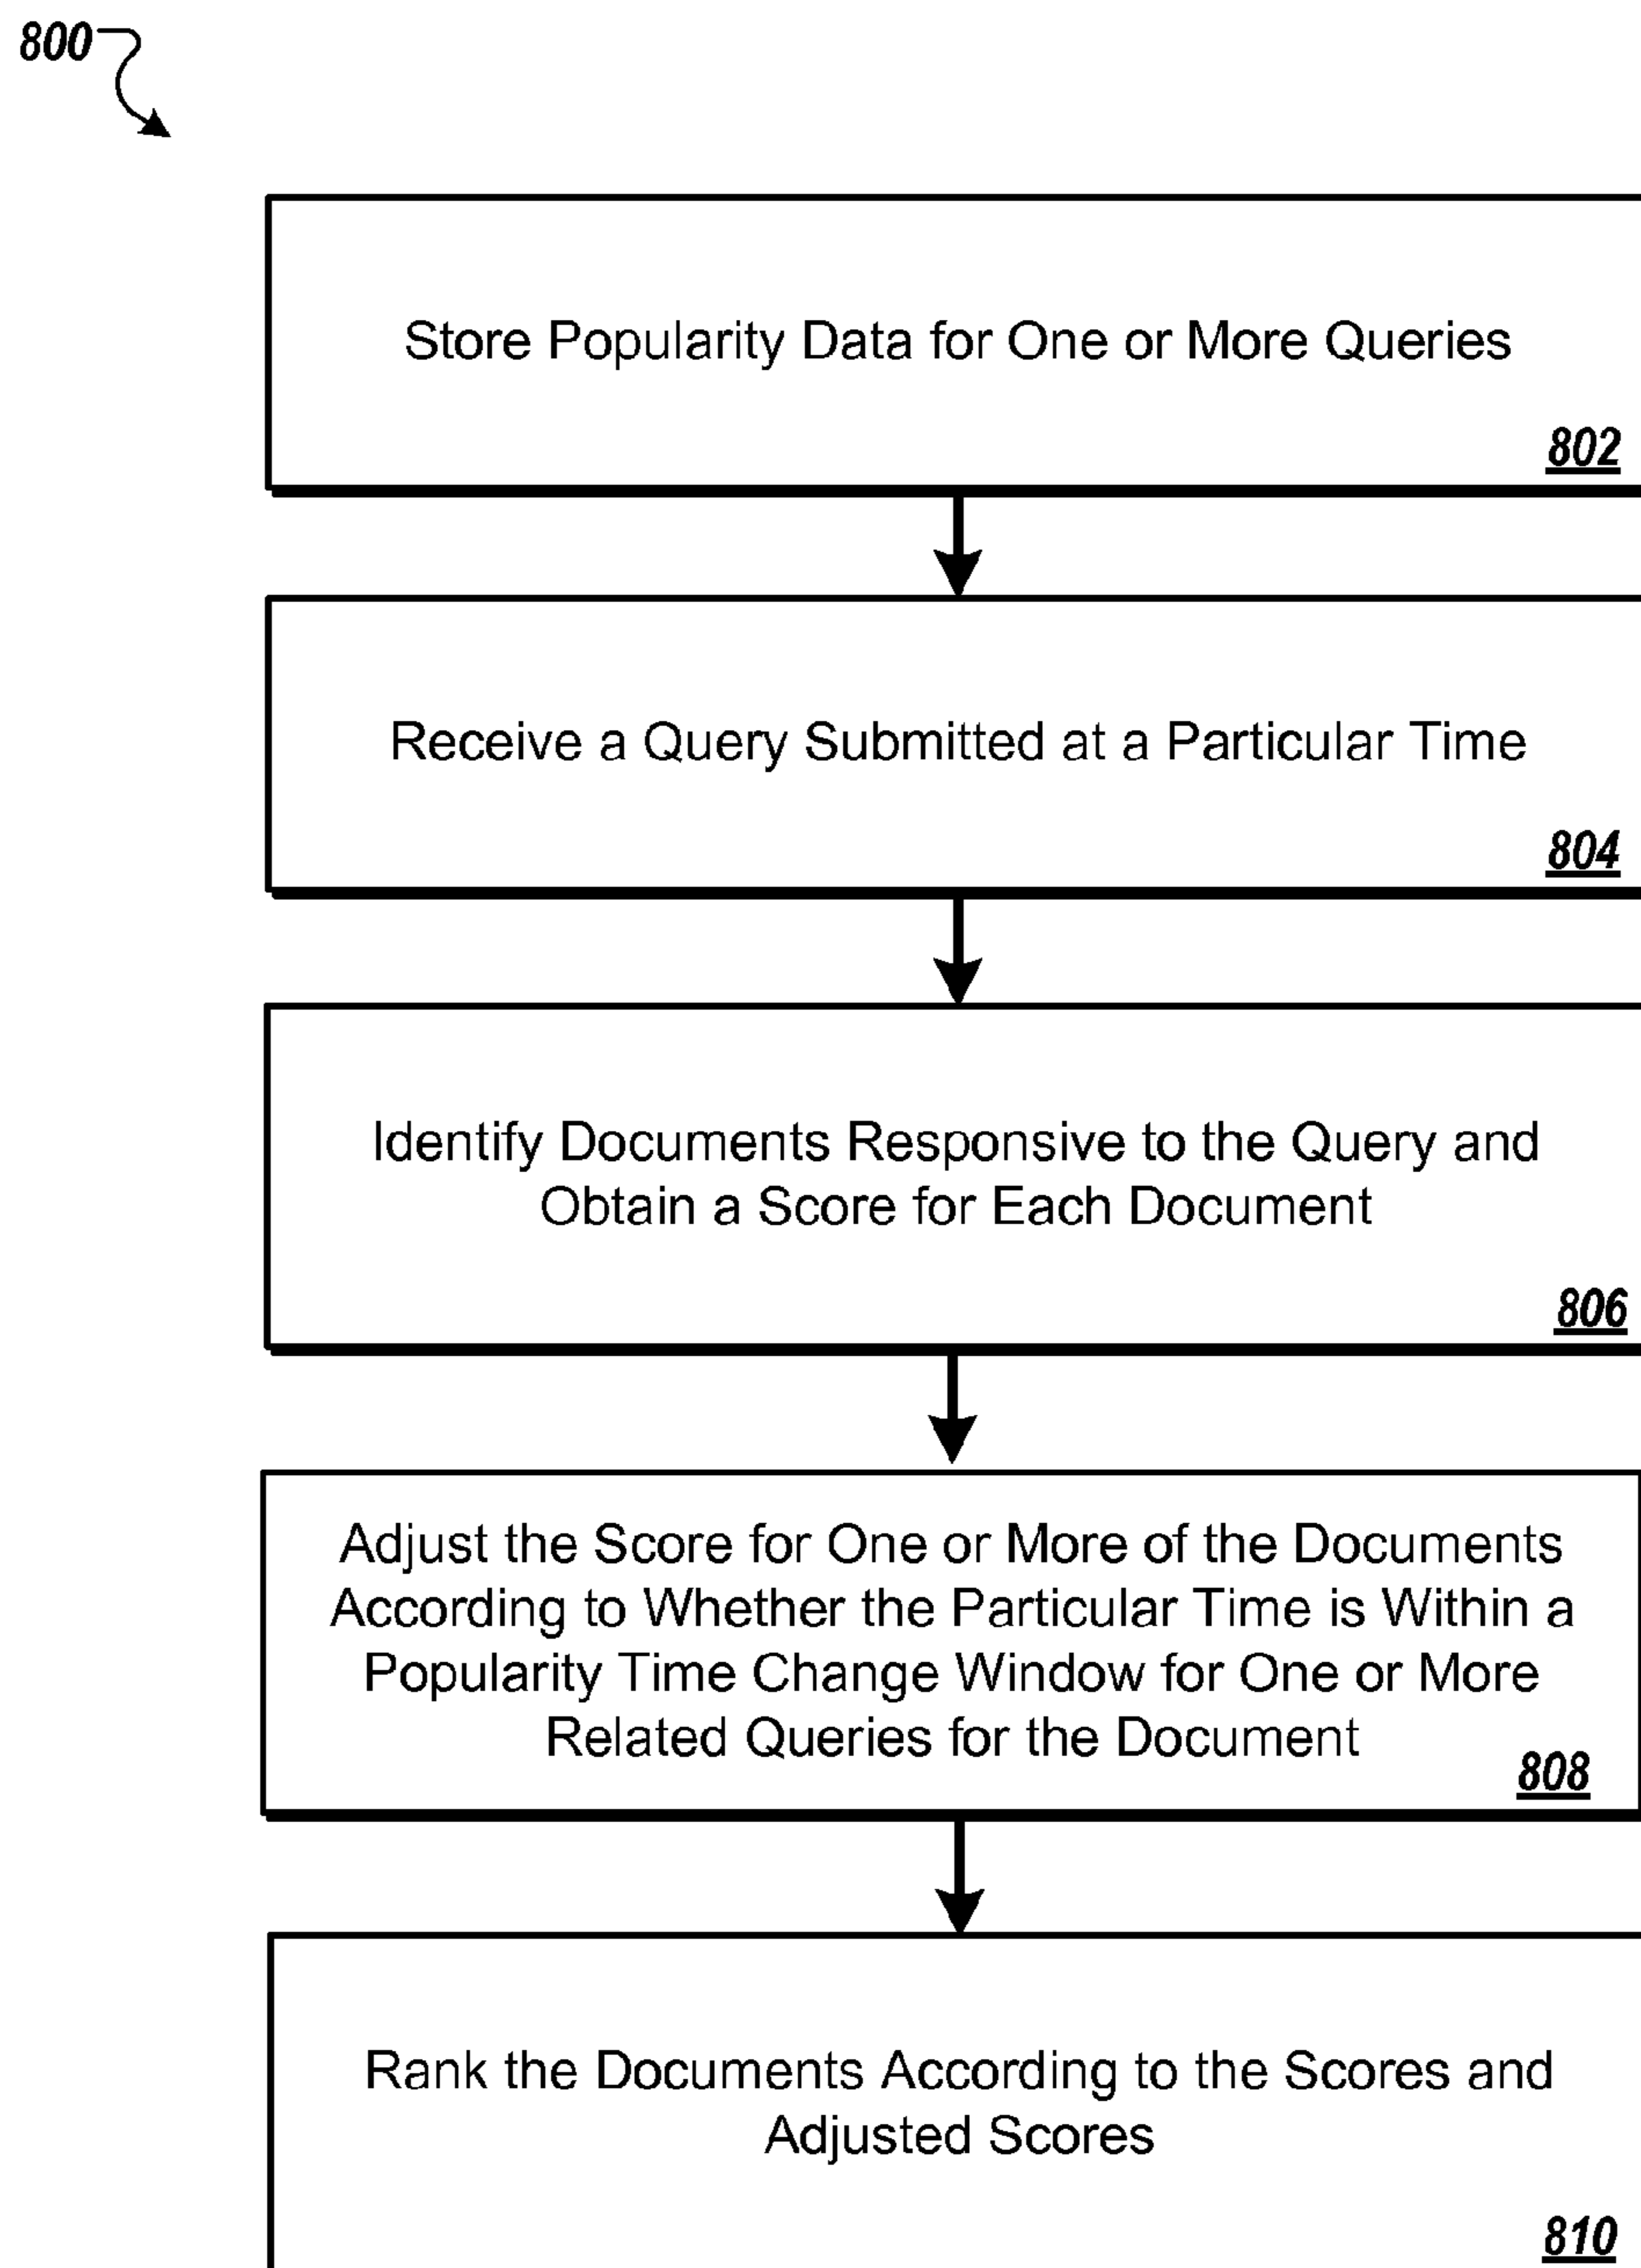 800
Store Popularity Data for One or More Queries
802
Receive a Query Submitted at a Particular Time
804
Identify Documents Responsive to the Query and
Obtain a Score for Each Document
806
Adjust the Score for One or More of the Documents
According to Whether the Particular Time is Within a
Popularity Time Change Window for One or More
Related Queries for the Document
808
Rank the Documents According to the Scores and
Adjusted Scores
810